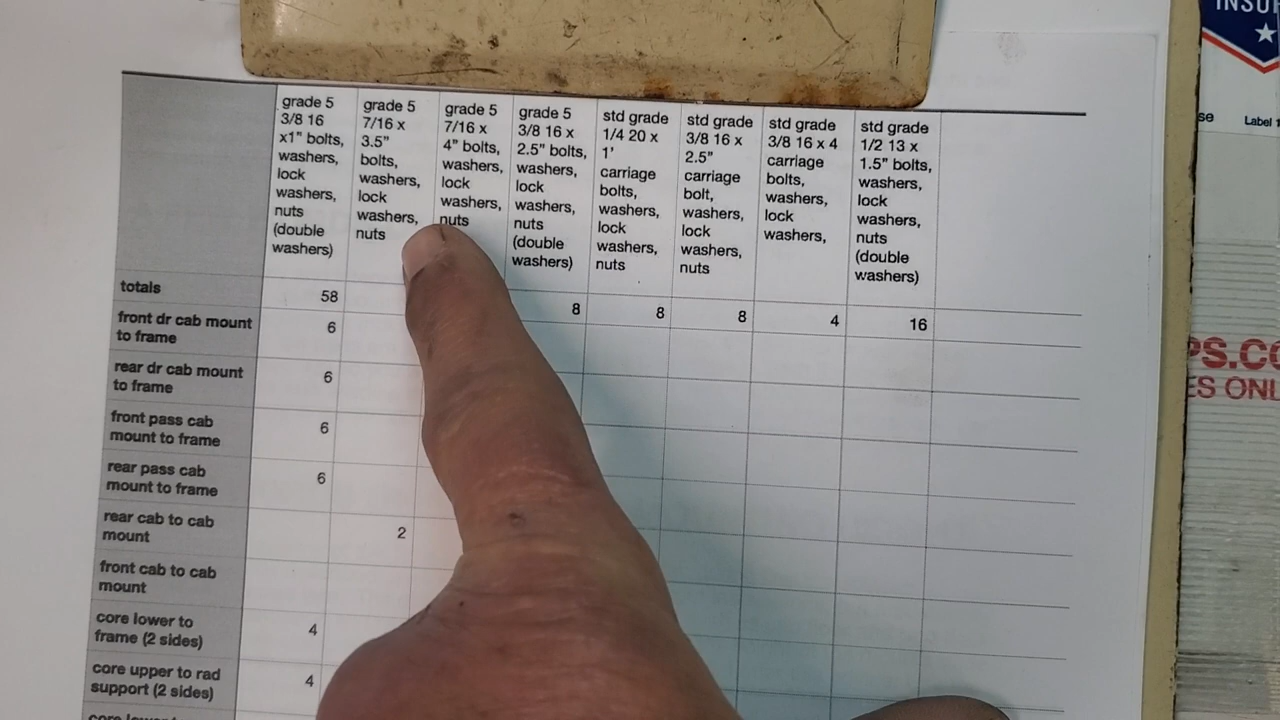 INSUR
se
Label 1
PS.CO
ES ONL
grade 5
3/8 16
x1" bolts,
washers,
lock
washers,
nuts
(double
washers)
grade 5
7/16 x
3.5"
bolts,
washers,
lock
washers,
nuts
grade 5
7/16 x
4" bolts,
washers,
lock
washers,
nuts
grade 5
3/8 16 x
2.5" bolts,
washers,
lock
washers,
nuts
(double
washers)
std grade
1/4 20 x
1'
carriage
bolts,
washers,
lock
washers,
nuts
std grade
3/8 16 x
2.5"
carriage
bolt,
washers,
lock
washers,
nuts
std grade
3/8 16 x 4
carriage
bolts,
washers,
lock
washers,
std grade
1/2 13 x
1.5" bolts,
washers,
lock
washers,
nuts
(double
washers)
totals 58 8 8 8 4 16
front dr cab mount 6
to frame
rear dr cab mount 6
to frame
front pass cab 6
mount to frame
rear pass cab 6
mount to frame
rear cab to cab 2
mount
front cab to cab
mount
core lower to 4
frame (2 sides)
core upper to rad 4
support (2 sides)